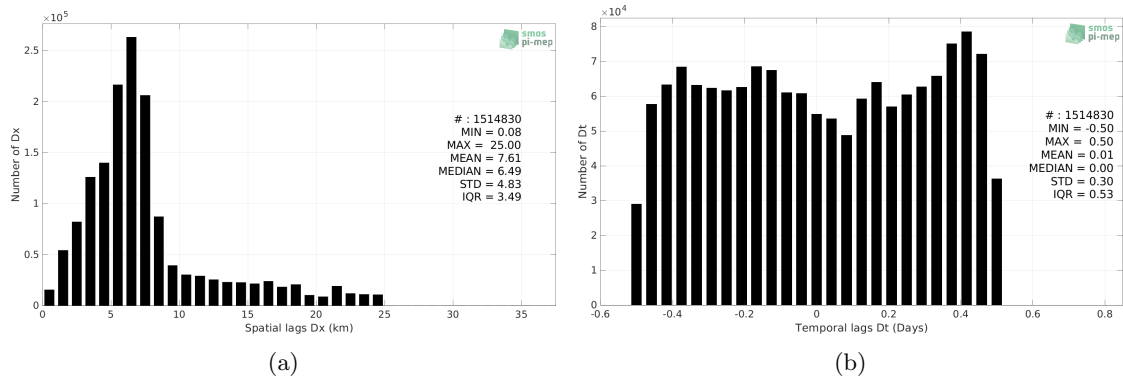 ×10⁵
smos
pi-mep
2.5
2
1.5
1
0.5
0
Number of Dx
# : 1514830
MIN = 0.08
MAX = 25.00
MEAN = 7.61
MEDIAN = 6.49
STD = 4.83
IQR = 3.49
0 5 10 15 20 25 30 35
Spatial lags Dx (km)
(a)
×10⁴
smos
pi-mep
8
7
6
5
4
3
2
1
0
Number of Dt
# : 1514830
MIN = -0.50
MAX = 0.50
MEAN = 0.01
MEDIAN = 0.00
STD = 0.30
IQR = 0.53
-0.6 -0.4 -0.2 0 0.2 0.4 0.6 0.8
Temporal lags Dt (Days)
(b)